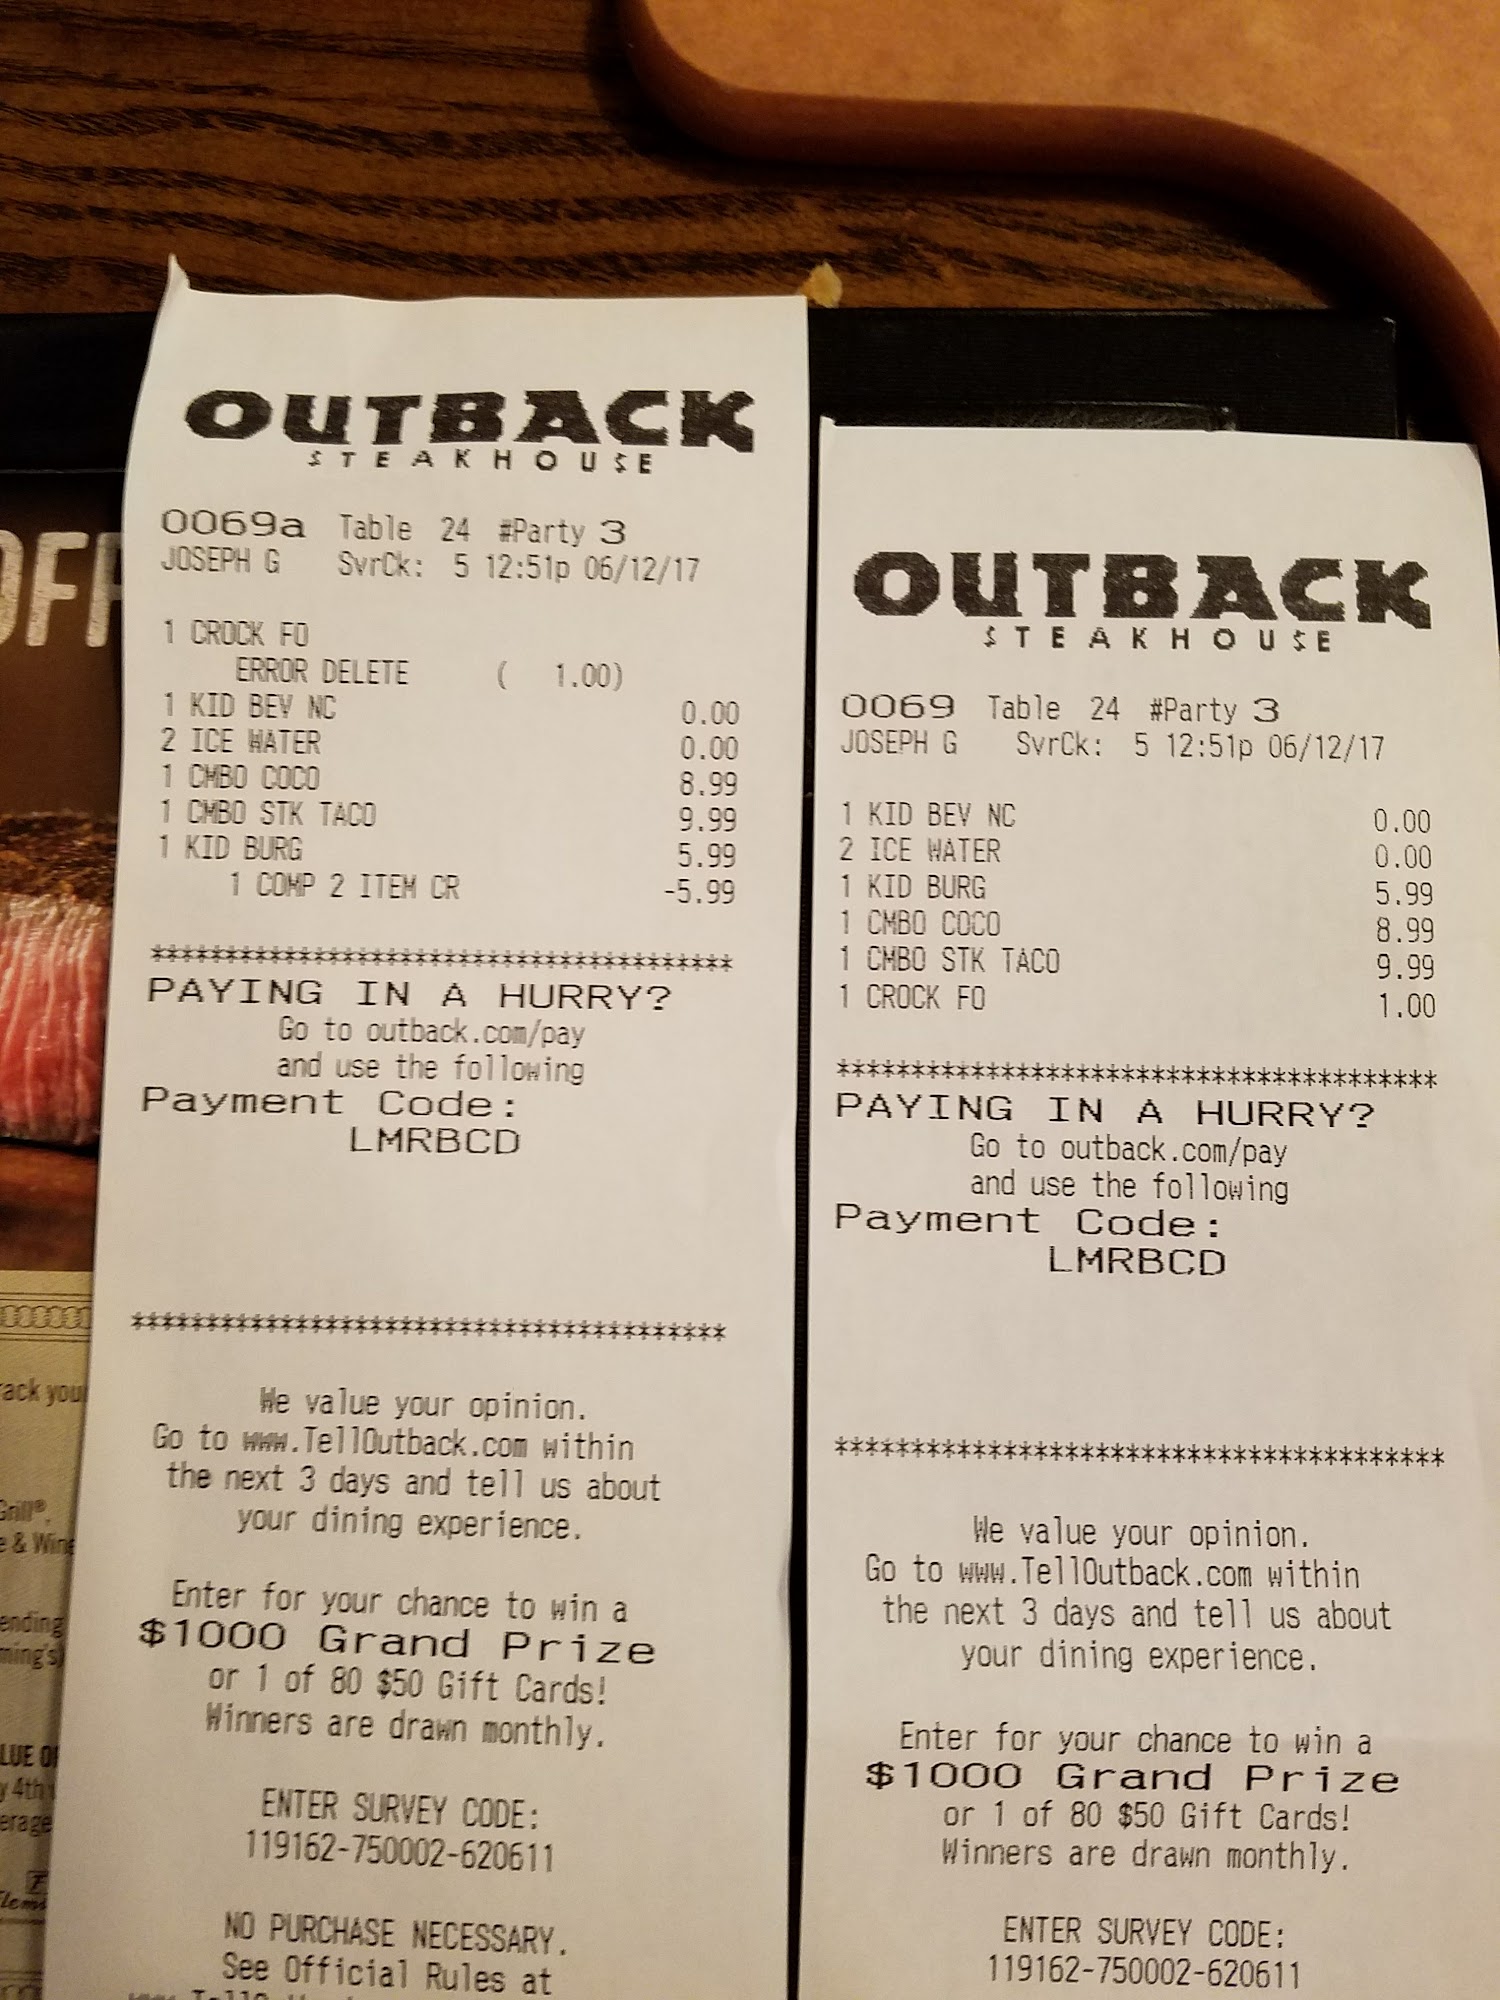 OUTBACK
STEAKHOUSE
0069a Table 24 #Party 3
JOSEPH G SvrCk: 5 12:51p 06/12/17
1 CROCK FO
ERROR DELETE ( 1.00)
1 KID BEV NC 0.00
2 ICE WATER 0.00
1 CMBO COCO 8.99
1 CMBO STK TACO 9.99
1 KID BURG 5.99
1 COMP 2 ITEM CR -5.99
****************************************
PAYING IN A HURRY?
Go to outback.com/pay
and use the following
Payment Code:
LMRBCD
****************************************
We value your opinion.
Go to www.TellOutback.com within
the next 3 days and tell us about
your dining experience.
Enter for your chance to win a
$1000 Grand Prize
or 1 of 80 $50 Gift Cards!
Winners are drawn monthly.
ENTER SURVEY CODE:
119162-750002-620611
NO PURCHASE NECESSARY.
See Official Rules at
OUTBACK
STEAKHOUSE
0069 Table 24 #Party 3
JOSEPH G SvrCk: 5 12:51p 06/12/17
1 KID BEV NC 0.00
2 ICE WATER 0.00
1 KID BURG 5.99
1 CMBO COCO 8.99
1 CMBO STK TACO 9.99
1 CROCK FO 1.00
****************************************
PAYING IN A HURRY?
Go to outback.com/pay
and use the following
Payment Code:
LMRBCD
****************************************
We value your opinion.
Go to www.TellOutback.com within
the next 3 days and tell us about
your dining experience.
Enter for your chance to win a
$1000 Grand Prize
or 1 of 80 $50 Gift Cards!
Winners are drawn monthly.
ENTER SURVEY CODE:
119162-750002-620611